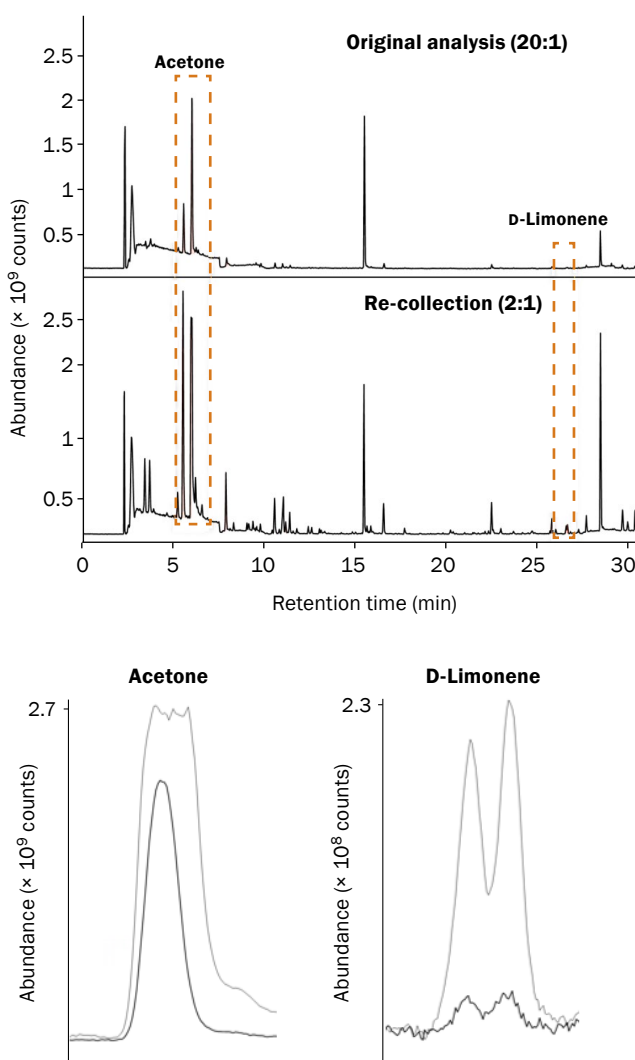 Original analysis (20:1)
Acetone
2.5
2
1.5
1
0.5
D-Limonene
Abundance (× 10⁹ counts)
Re-collection (2:1)
2.5
2
1
0.5
0 5 10 15 20 25 30
Retention time (min)
Acetone
2.7
Abundance (× 10⁹ counts)
D-Limonene
2.3
Abundance (× 10⁸ counts)